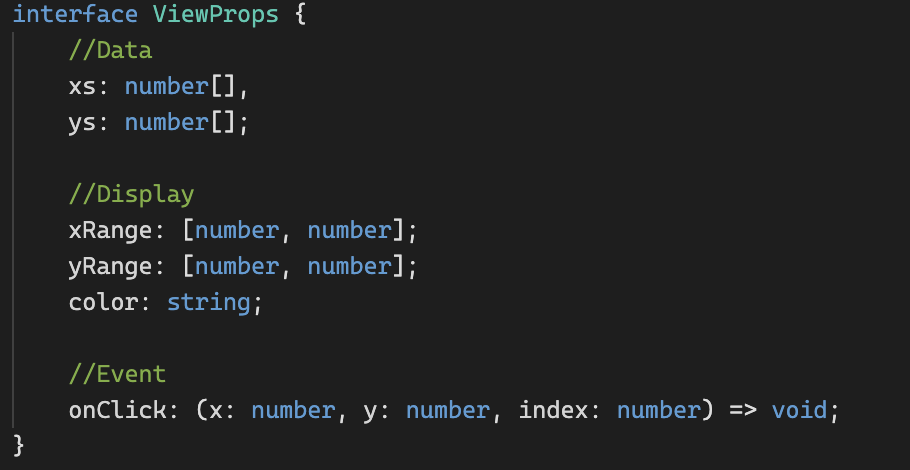 interface ViewProps {
    //Data
    xs: number[],
    ys: number[];

    //Display
    xRange: [number, number];
    yRange: [number, number];
    color: string;

    //Event
    onClick: (x: number, y: number, index: number) => void;
}